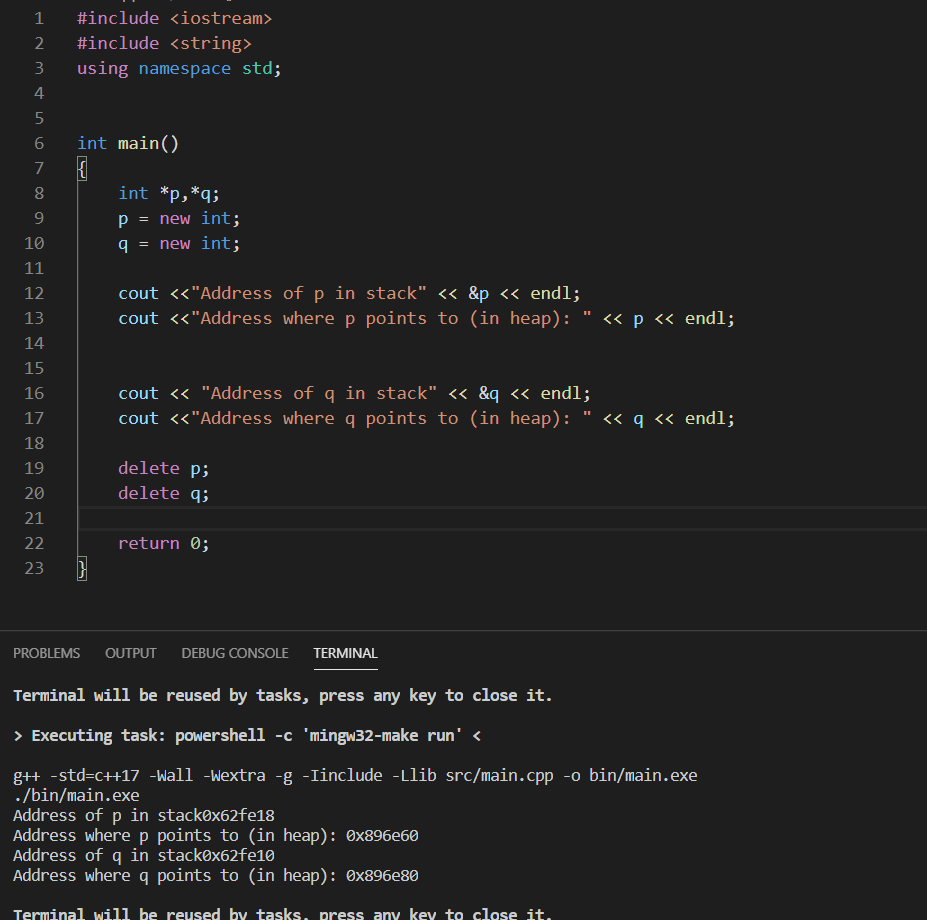 1 #include <iostream>
2 #include <string>
3 using namespace std;
4
5
6 int main()
7 {
8     int *p,*q;
9     p = new int;
10     q = new int;
11
12     cout <<"Address of p in stack" << &p << endl;
13     cout <<"Address where p points to (in heap): " << p << endl;
14
15
16     cout << "Address of q in stack" << &q << endl;
17     cout <<"Address where q points to (in heap): " << q << endl;
18
19     delete p;
20     delete q;
21
22     return 0;
23 }
PROBLEMS OUTPUT DEBUG CONSOLE TERMINAL
Terminal will be reused by tasks, press any key to close it.
> Executing task: powershell -c 'mingw32-make run' <
g++ -std=c++17 -Wall -Wextra -g -Iinclude -Llib src/main.cpp -o bin/main.exe
./bin/main.exe
Address of p in stack0x62fe18
Address where p points to (in heap): 0x896e60
Address of q in stack0x62fe10
Address where q points to (in heap): 0x896e80
Terminal will be reused by tasks, press any key to close it.